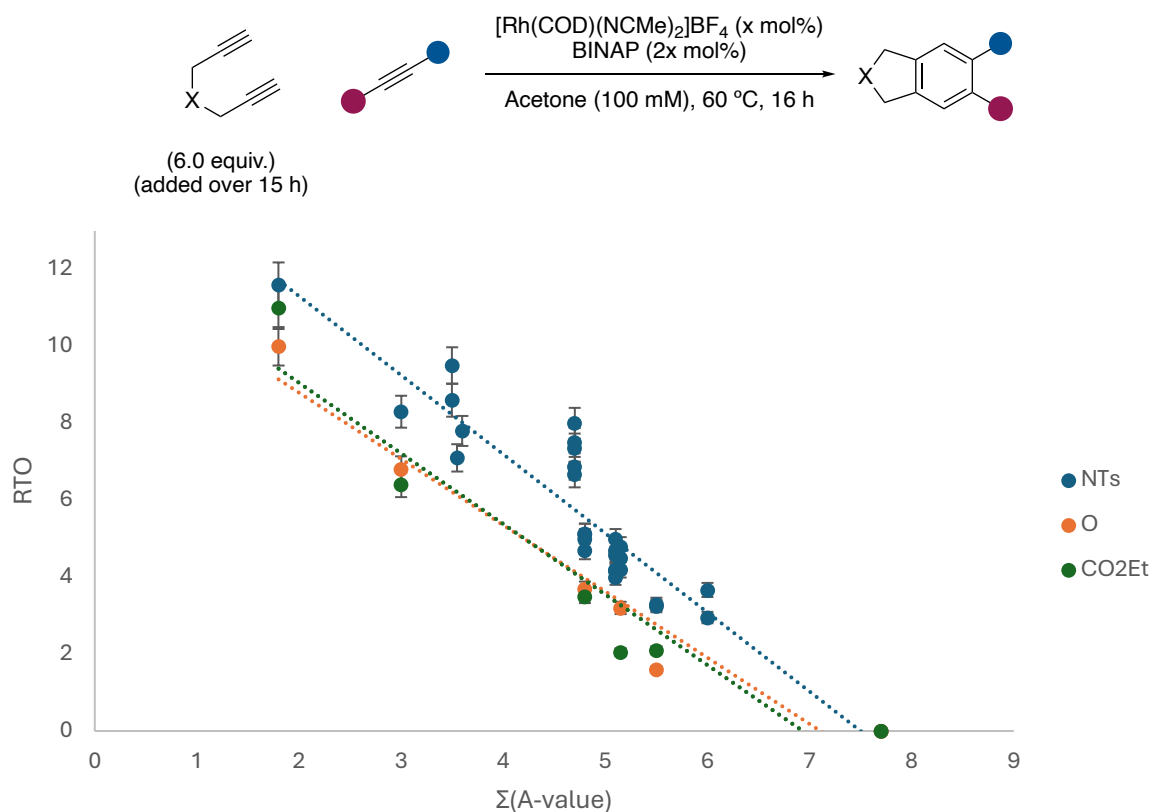 [Rh(COD)(NCMe)₂]BF₄ (x mol%)
BINAP (2x mol%)
Acetone (100 mM), 60 ºC, 16 h
X
X
(6.0 equiv.)
(added over 15 h)
12
10
8
6
4
2
0
RTO
0 1 2 3 4 5 6 7 8 9
Σ(A-value)
NTs
O
CO2Et